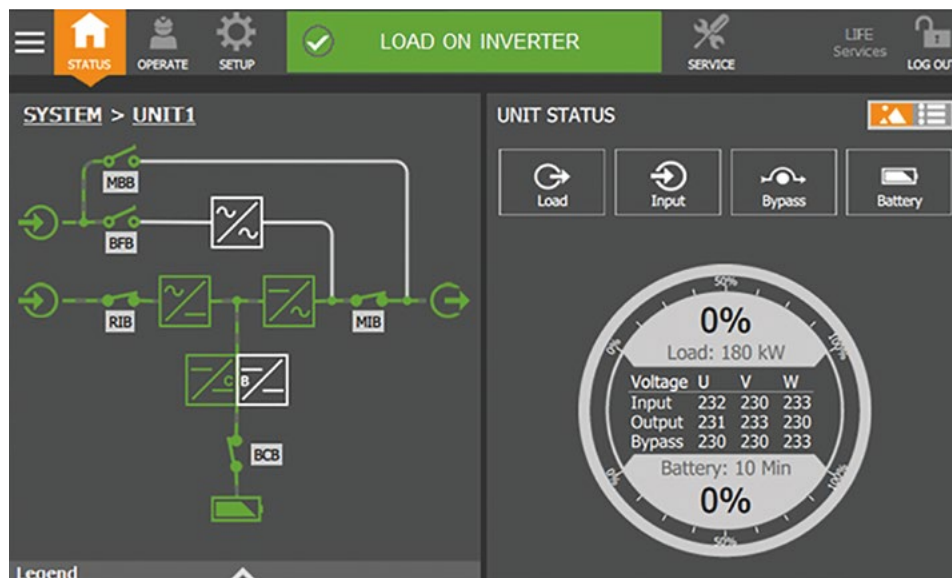 LOAD ON INVERTER
LIFE
Services
STATUS
OPERATE
SETUP
SERVICE
LOG OUT
SYSTEM > UNIT1
UNIT STATUS
MBB
BFB
RIB
MIB
C B
BCB
Load
Input
Bypass
Battery
50%
0%
0%
100%
Load: 180 kW
Voltage U V W
Input 232 230 233
Output 231 233 230
Bypass 230 230 233
Battery: 10 Min
0%
0%
100%
50%
Legend